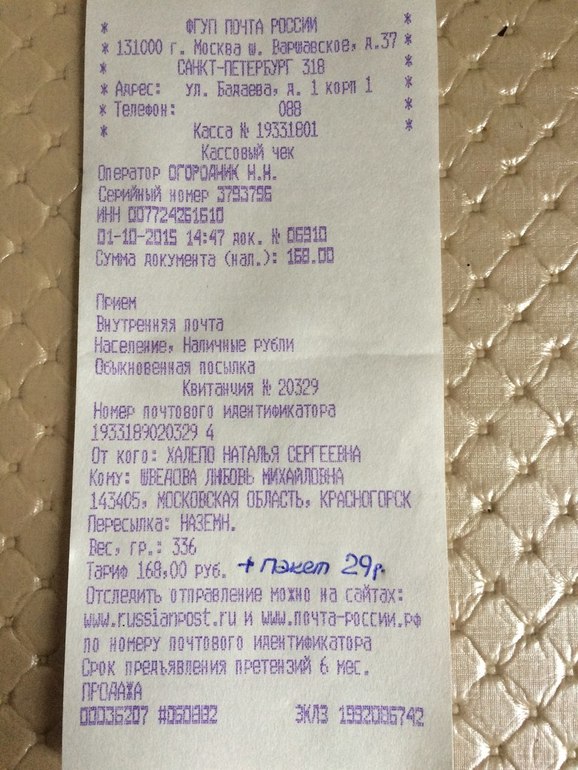 * ФГУП ПОЧТА РОССИИ *
* 131000 г. Москва ш. Варшавское, д.37 *
* САНКТ-ПЕТЕРБУРГ 318 *
* Адрес: ул. Бадаева, д. 1 корп 1 *
* Телефон: 088 *
* Касса № 19331801 *
Кассовый чек
Оператор ОГОРОДНИК Н.Н.
Серийный номер 3793796
ИНН 007724261610
01-10-2015 14:47 док. № 06910
Сумма документа (нал.): 168.00
Прием
Внутренняя почта
Население, Наличные рубли
Обыкновенная посылка
Квитанция № 20329
Номер почтового идентификатора
1933189020329 4
От кого: ХАЛЕПО НАТАЛЬЯ СЕРГЕЕВНА
Кому: ШВЕДОВА ЛЮБОВЬ МИХАЙЛОВНА
143405, МОСКОВСКАЯ ОБЛАСТЬ, КРАСНОГОРСК
Пересылка: НАЗЕМН.
Вес, гр.: 336
Тариф 168,00 руб. + пакет 29 р.
Отследить отправление можно на сайтах:
www.russianpost.ru и www.почта-россии.рф
по номеру почтового идентификатора
Срок предъявления претензий 6 мес.
ПРОДАЖА
00036207 #060882 ЭКЛЗ 1992086742